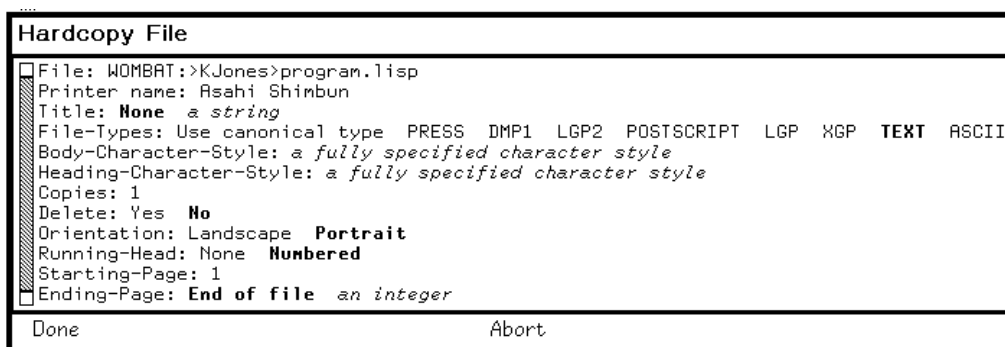 Hardcopy File
File: WOMBAT:>KJones>program.lisp
Printer name: Asahi Shimbun
Title: None a string
File-Types: Use canonical type PRESS DMP1 LGP2 POSTSCRIPT LGP XGP TEXT ASCII
Body-Character-Style: a fully specified character style
Heading-Character-Style: a fully specified character style
Copies: 1
Delete: Yes No
Orientation: Landscape Portrait
Running-Head: None Numbered
Starting-Page: 1
Ending-Page: End of file an integer
Done Abort